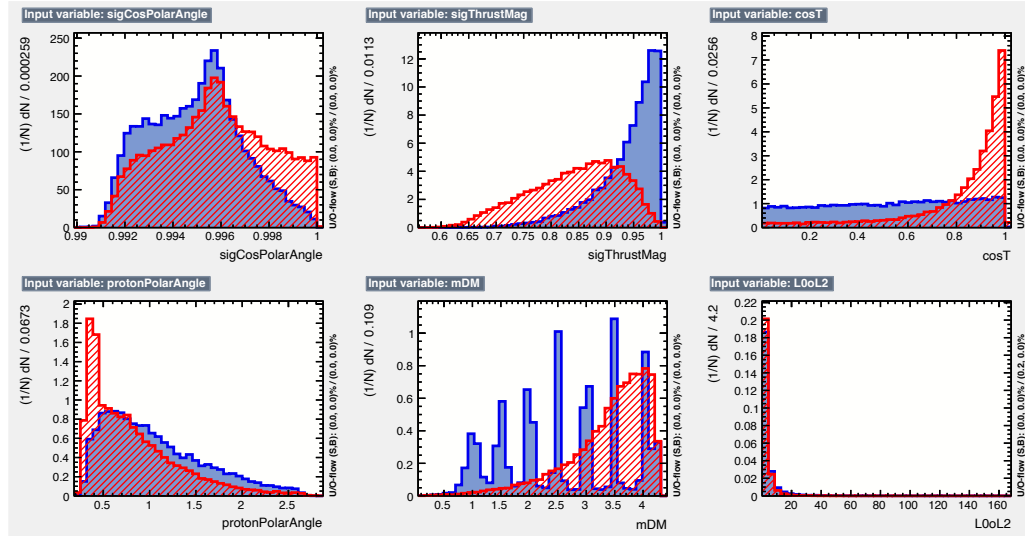 Input variable: sigCosPolarAngle
(1/N) dN / 0.000259
250
200
150
100
50
0
0.99 0.992 0.994 0.996 0.998 1
sigCosPolarAngle
U/O-flow (S,B): (0.0, 0.0)% / (0.0, 0.0)%
Input variable: sigThrustMag
(1/N) dN / 0.0113
12
10
8
6
4
2
0
0.6 0.65 0.7 0.75 0.8 0.85 0.9 0.95 1
sigThrustMag
U/O-flow (S,B): (0.0, 0.0)% / (0.0, 0.0)%
Input variable: cosT
(1/N) dN / 0.0256
8
7
6
5
4
3
2
1
0
0.2 0.4 0.6 0.8 1
cosT
U/O-flow (S,B): (0.0, 0.0)% / (0.0, 0.0)%
Input variable: protonPolarAngle
(1/N) dN / 0.0673
2
1.8
1.6
1.4
1.2
1
0.8
0.6
0.4
0.2
0
0.5 1 1.5 2 2.5
protonPolarAngle
U/O-flow (S,B): (0.0, 0.0)% / (0.0, 0.0)%
Input variable: mDM
(1/N) dN / 0.109
1
0.8
0.6
0.4
0.2
0
0.5 1 1.5 2 2.5 3 3.5 4
mDM
U/O-flow (S,B): (0.0, 0.0)% / (0.0, 0.0)%
Input variable: L0oL2
(1/N) dN / 4.2
0.22
0.2
0.18
0.16
0.14
0.12
0.1
0.08
0.06
0.04
0.02
0
20 40 60 80 100 120 140 160
L0oL2
U/O-flow (S,B): (0.0, 0.0)% / (0.2, 0.0)%